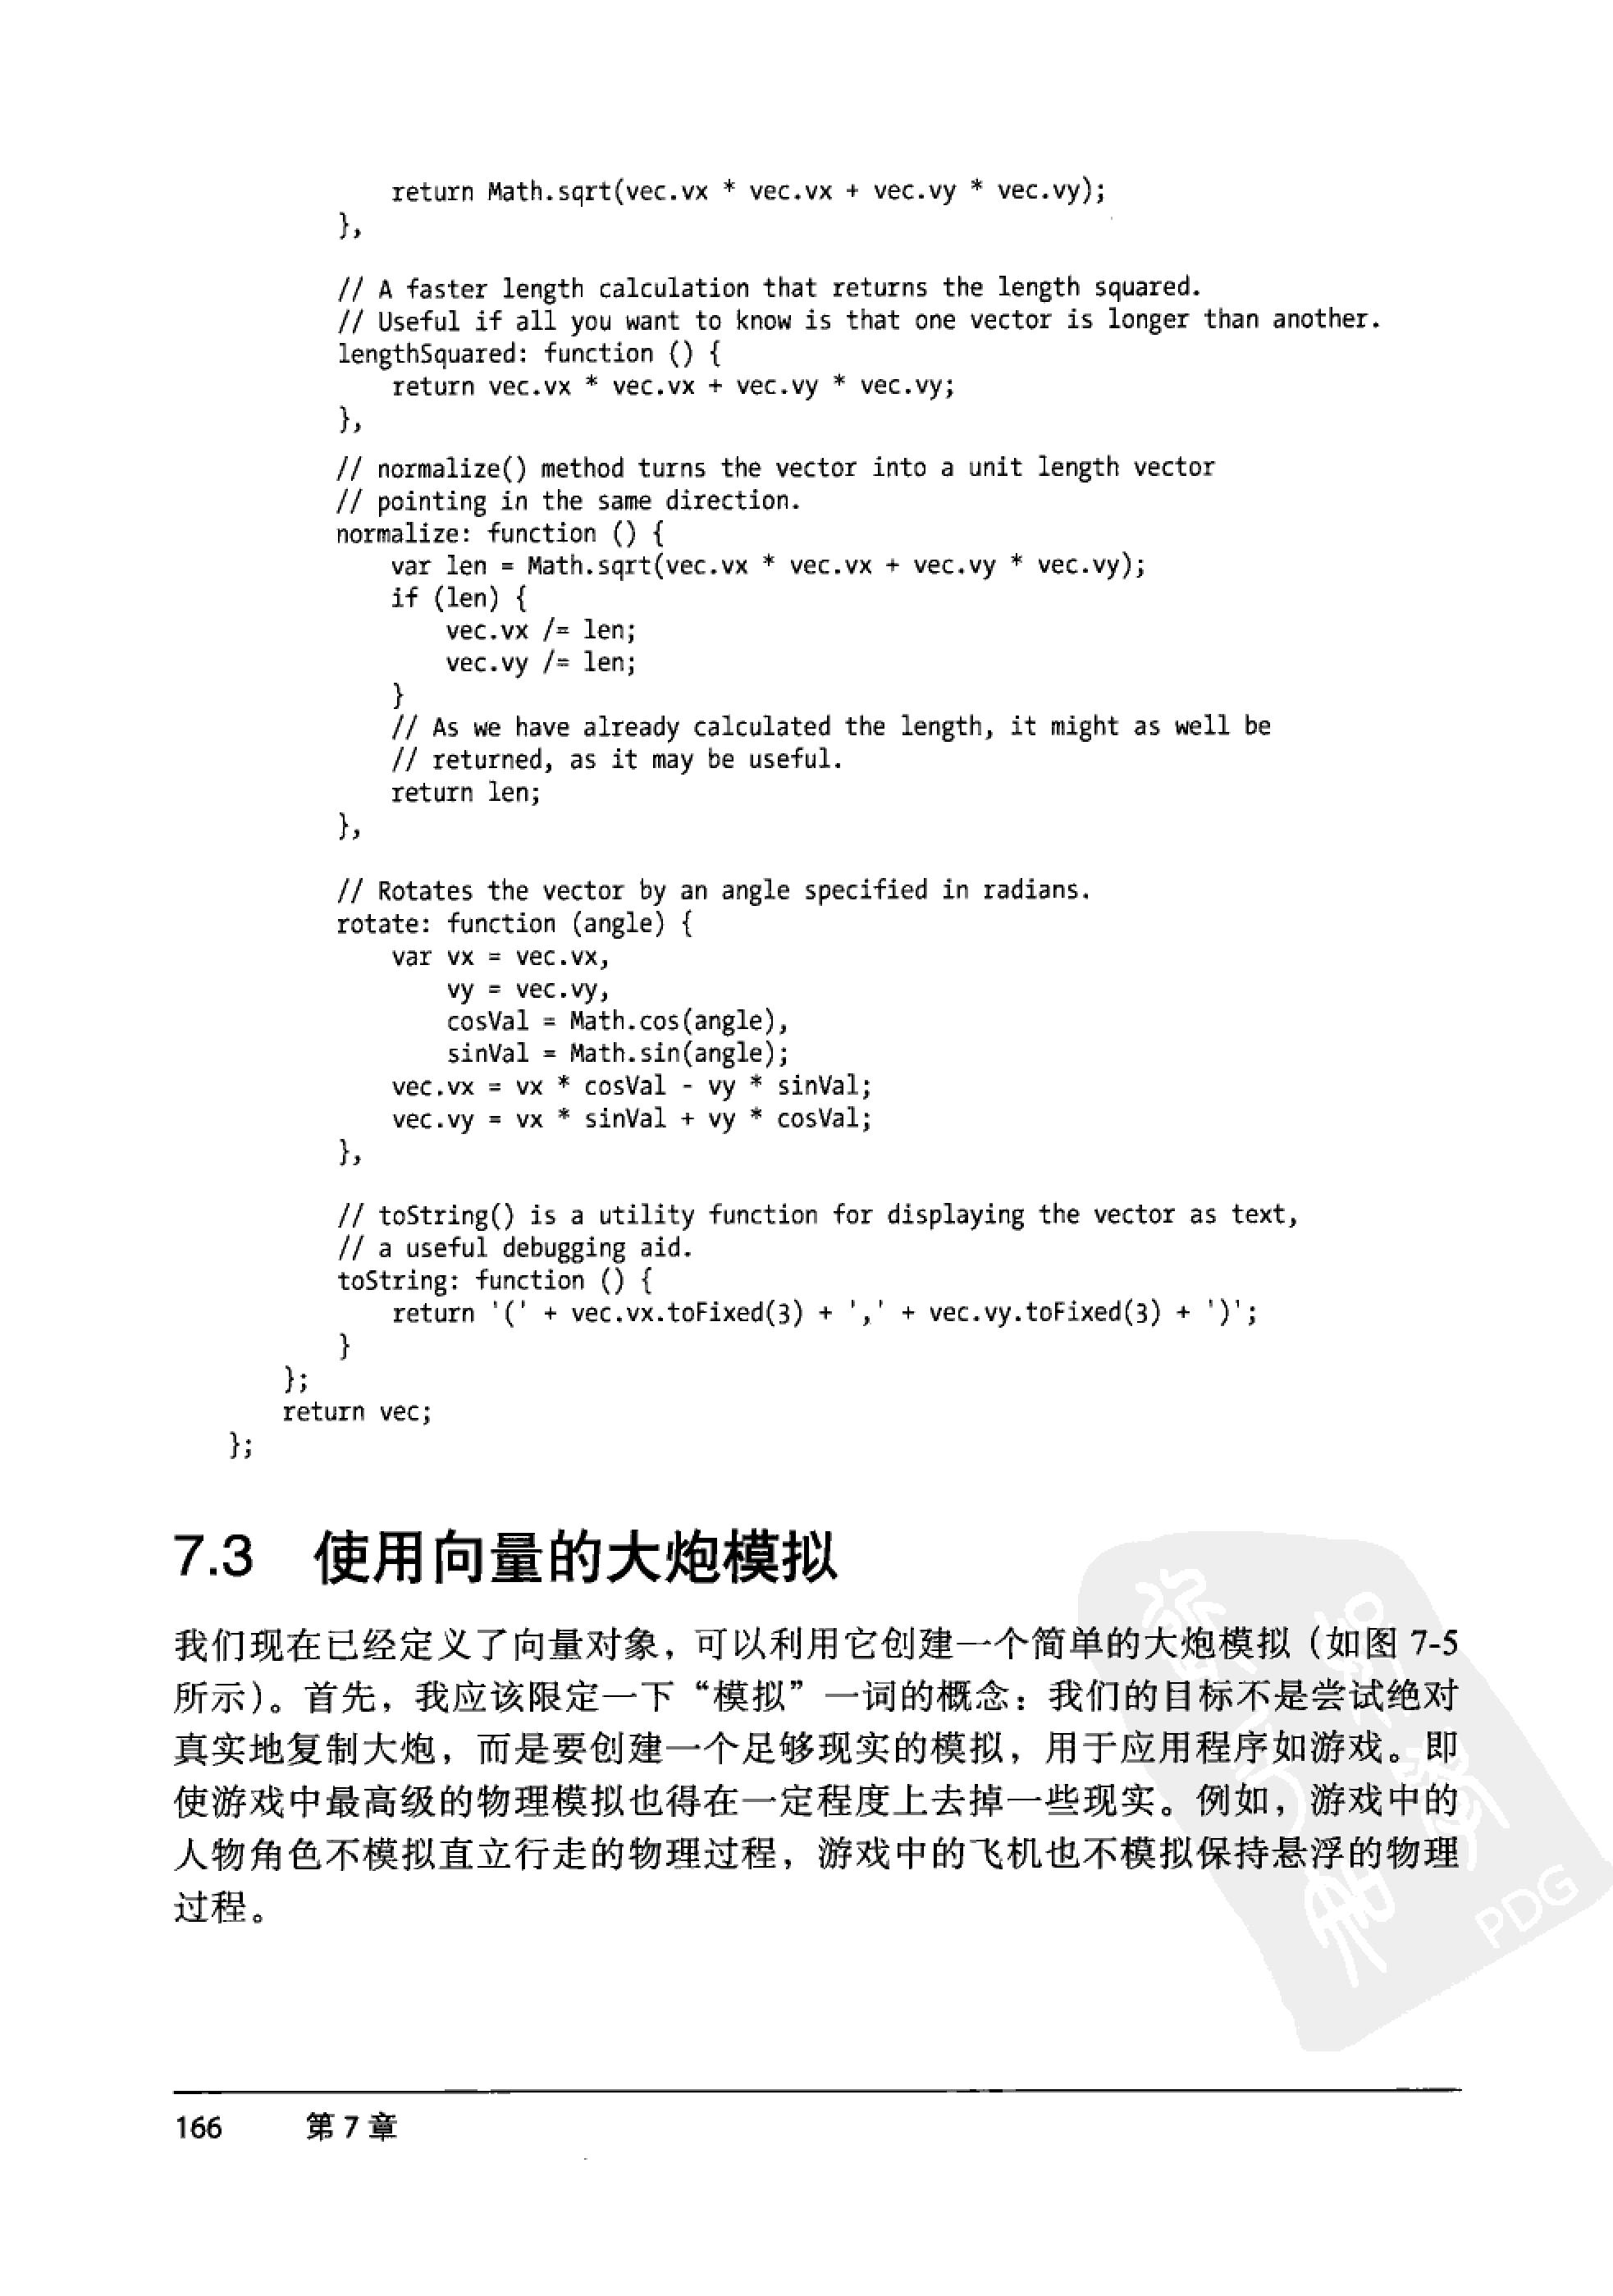 return Math.sqrt(vec.vx * vec.vx + vec.vy * vec.vy);
},
// A faster length calculation that returns the length squared.
// Useful if all you want to know is that one vector is longer than another.
lengthSquared: function () {
return vec.vx * vec.vx + vec.vy * vec.vy;
},
// normalize() method turns the vector into a unit length vector
// pointing in the same direction.
normalize: function () {
var len = Math.sqrt(vec.vx * vec.vx + vec.vy * vec.vy);
if (len) {
vec.vx /= len;
vec.vy /= len;
}
// As we have already calculated the length, it might as well be
// returned, as it may be useful.
return len;
},
// Rotates the vector by an angle specified in radians.
rotate: function (angle) {
var vx = vec.vx,
vy = vec.vy,
cosVal = Math.cos(angle),
sinVal = Math.sin(angle);
vec.vx = vx * cosVal - vy * sinVal;
vec.vy = vx * sinVal + vy * cosVal;
},
// toString() is a utility function for displaying the vector as text,
// a useful debugging aid.
toString: function () {
return '(' + vec.vx.toFixed(3) + ',' + vec.vy.toFixed(3) + ')';
}
};
return vec;
};
7.3 使用向量的大炮模拟
我们现在已经定义了向量对象，可以利用它创建一个简单的大炮模拟（如图 7-5
所示）。首先，我应该限定一下“模拟”一词的概念：我们的目标不是尝试绝对
真实地复制大炮，而是要创建一个足够现实的模拟，用于应用程序如游戏。即
使游戏中最高级的物理模拟也得在一定程度上去掉一些现实。例如，游戏中的
人物角色不模拟直立行走的物理过程，游戏中的飞机也不模拟保持悬浮的物理
过程。
PDG
166 第 7 章